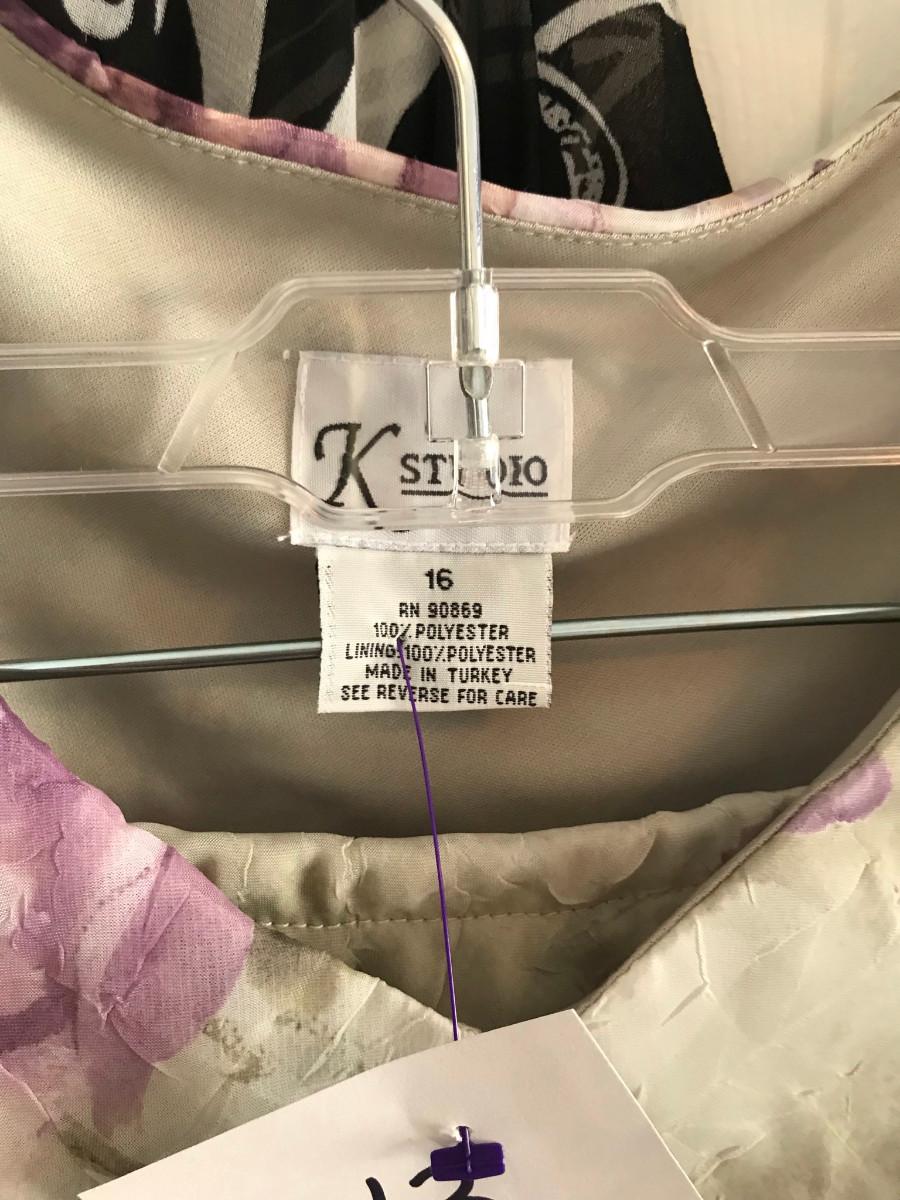 K STUDIO
16
RN 90869
100% POLYESTER
LINING:100% POLYESTER
MADE IN TURKEY
SEE REVERSE FOR CARE